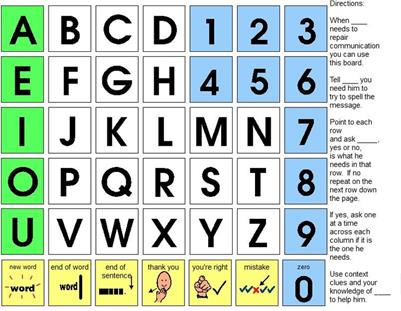 A B C D 1 2 3
E F G H 4 5 6
I J K L M N 7
O P Q R S T 8
U V W X Y Z 9
new word end of word end of sentence thank you you're right mistake zero
word word 0
Directions:
When ____
needs to
repair
communication
you can use
this board.
Tell ____ you
need him to
try to spell the
message.
Point to each
row
and ask _____,
yes or no,
is what he
needs in that
row. If no
repeat on the
next row down
the page.
If yes, ask one
at a time
across each
column if it is
the one he
needs.
Use context
clues and your
knowledge of ____
to help him.